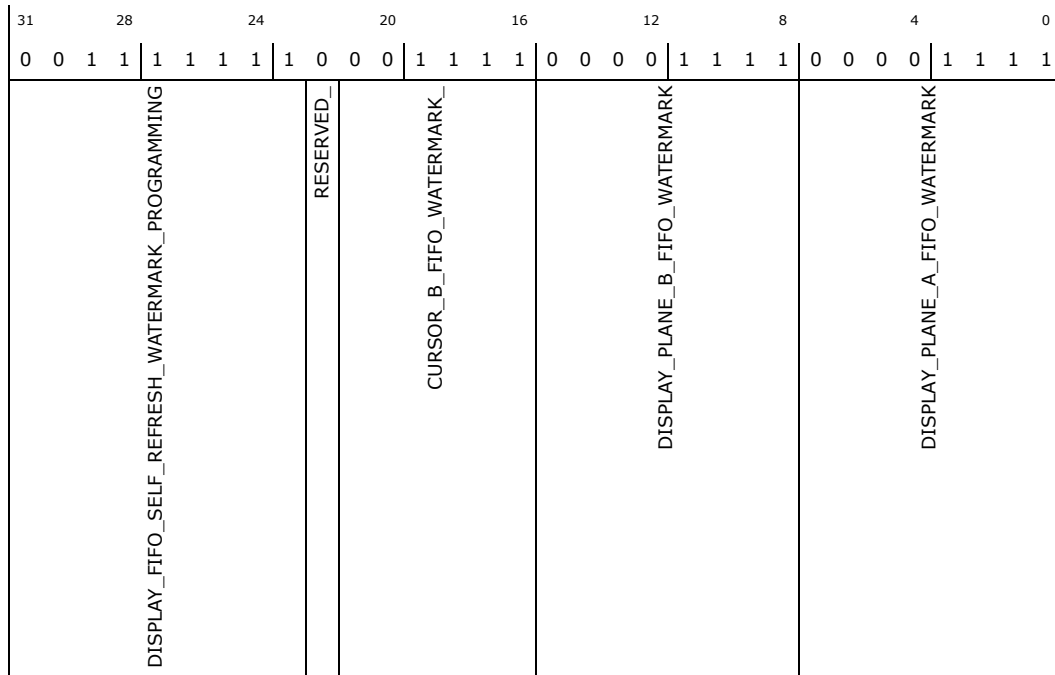 31 28 24 20 16 12 8 4 0
0 0 1 1 1 1 1 1 1 0 0 0 1 1 1 1 0 0 0 0 1 1 1 1 0 0 0 0 1 1 1 1
DISPLAY_FIFO_SELF_REFRESH_WATERMARK_PROGRAMMING
RESERVED_
CURSOR_B_FIFO_WATERMARK_
DISPLAY_PLANE_B_FIFO_WATERMARK
DISPLAY_PLANE_A_FIFO_WATERMARK